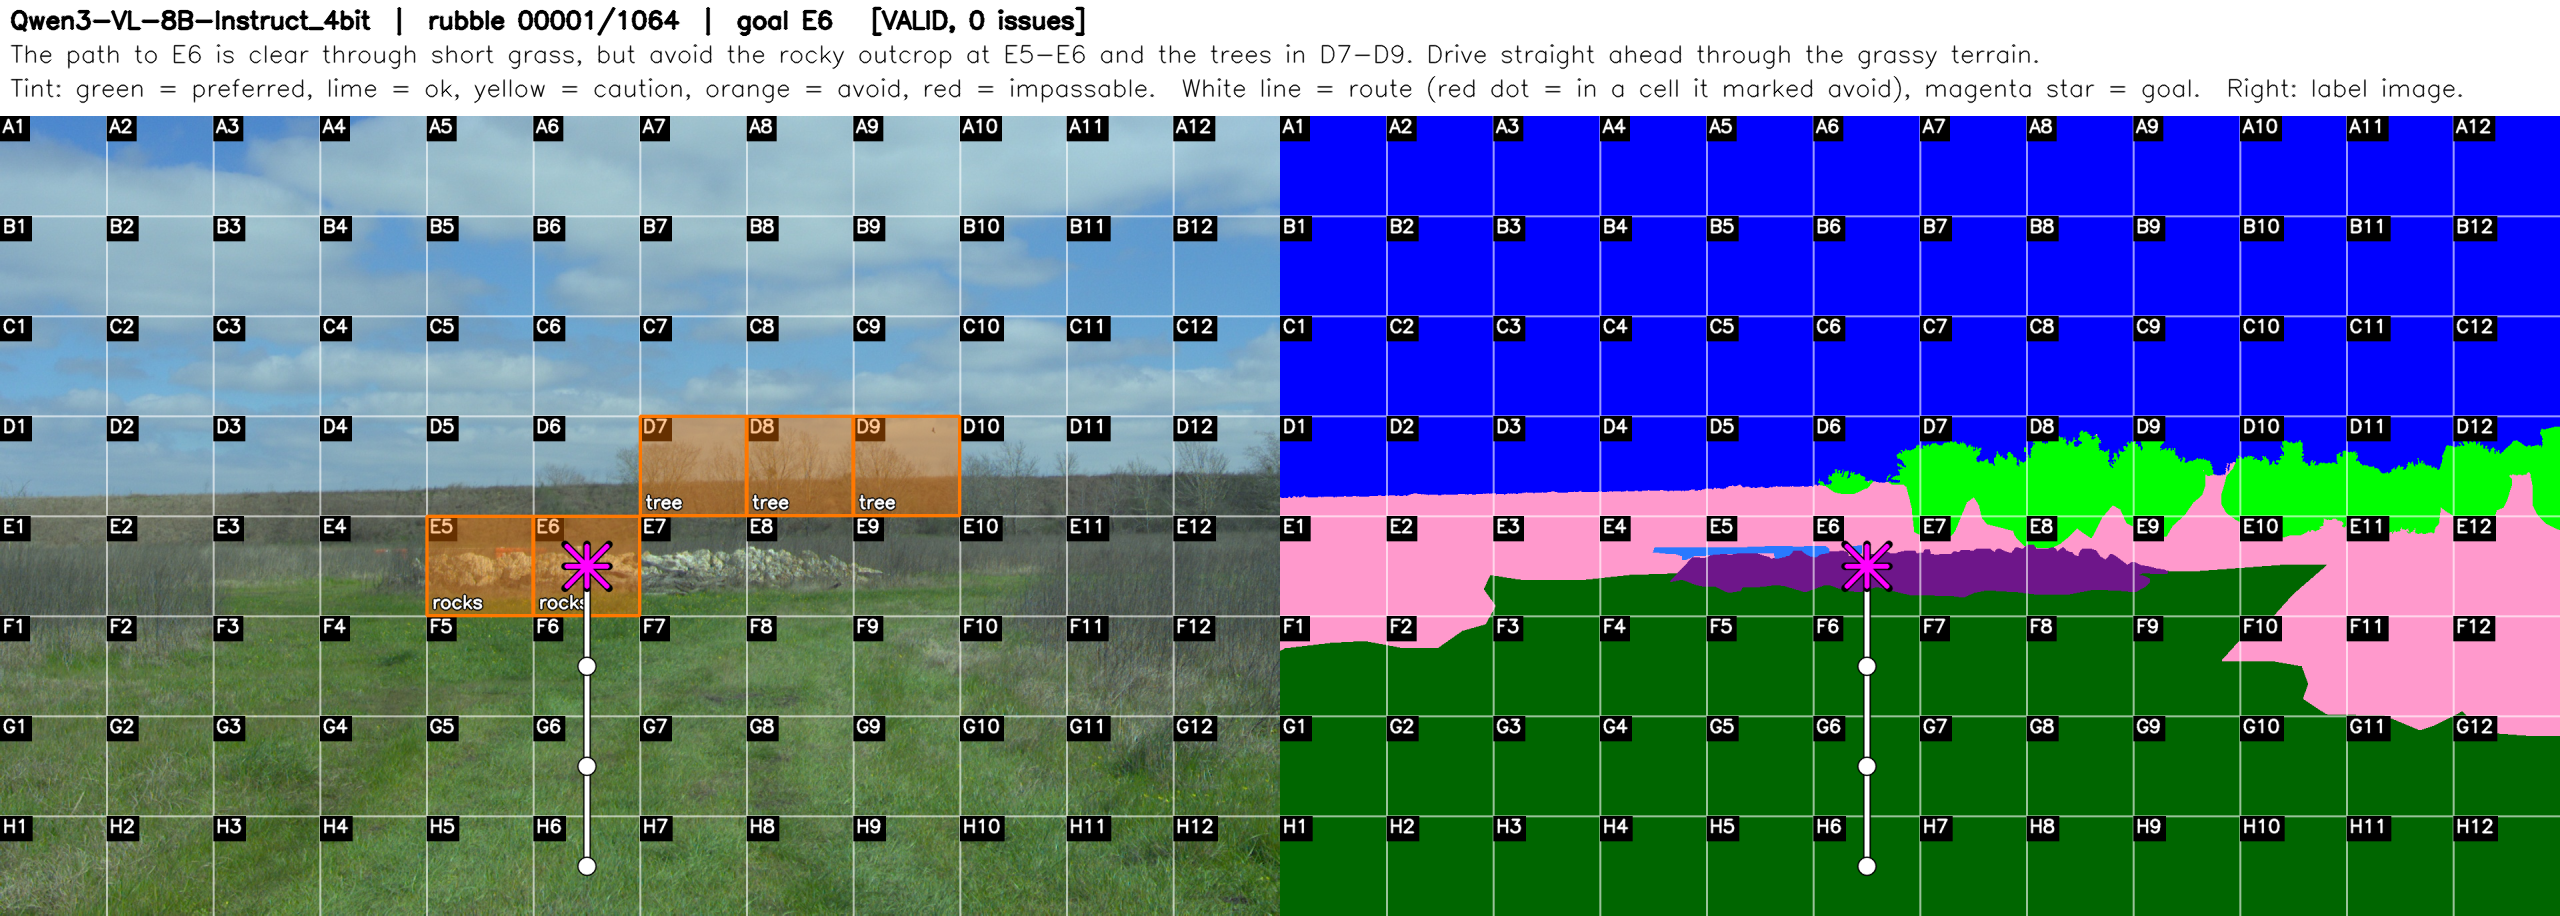 Qwen3-VL-8B-Instruct_4bit | rubble 00001/1064 | goal E6 [VALID, 0 issues]
The path to E6 is clear through short grass, but avoid the rocky outcrop at E5-E6 and the trees in D7-D9. Drive straight ahead through the grassy terrain.
Tint: green = preferred, lime = ok, yellow = caution, orange = avoid, red = impassable. White line = route (red dot = in a cell it marked avoid), magenta star = goal. Right: label image.
A1 A2 A3 A4 A5 A6 A7 A8 A9 A10 A11 A12 A1 A2 A3 A4 A5 A6 A7 A8 A9 A10 A11 A12
B1 B2 B3 B4 B5 B6 B7 B8 B9 B10 B11 B12 B1 B2 B3 B4 B5 B6 B7 B8 B9 B10 B11 B12
C1 C2 C3 C4 C5 C6 C7 C8 C9 C10 C11 C12 C1 C2 C3 C4 C5 C6 C7 C8 C9 C10 C11 C12
D1 D2 D3 D4 D5 D6 D7 D8 D9 D10 D11 D12 D1 D2 D3 D4 D5 D6 D7 D8 D9 D10 D11 D12
tree tree tree
E1 E2 E3 E4 E5 E6 E7 E8 E9 E10 E11 E12 E1 E2 E3 E4 E5 E6 E7 E8 E9 E10 E11 E12
rocks rocks
F1 F2 F3 F4 F5 F6 F7 F8 F9 F10 F11 F12 F1 F2 F3 F4 F5 F6 F7 F8 F9 F10 F11 F12
G1 G2 G3 G4 G5 G6 G7 G8 G9 G10 G11 G12 G1 G2 G3 G4 G5 G6 G7 G8 G9 G10 G11 G12
H1 H2 H3 H4 H5 H6 H7 H8 H9 H10 H11 H12 H1 H2 H3 H4 H5 H6 H7 H8 H9 H10 H11 H12